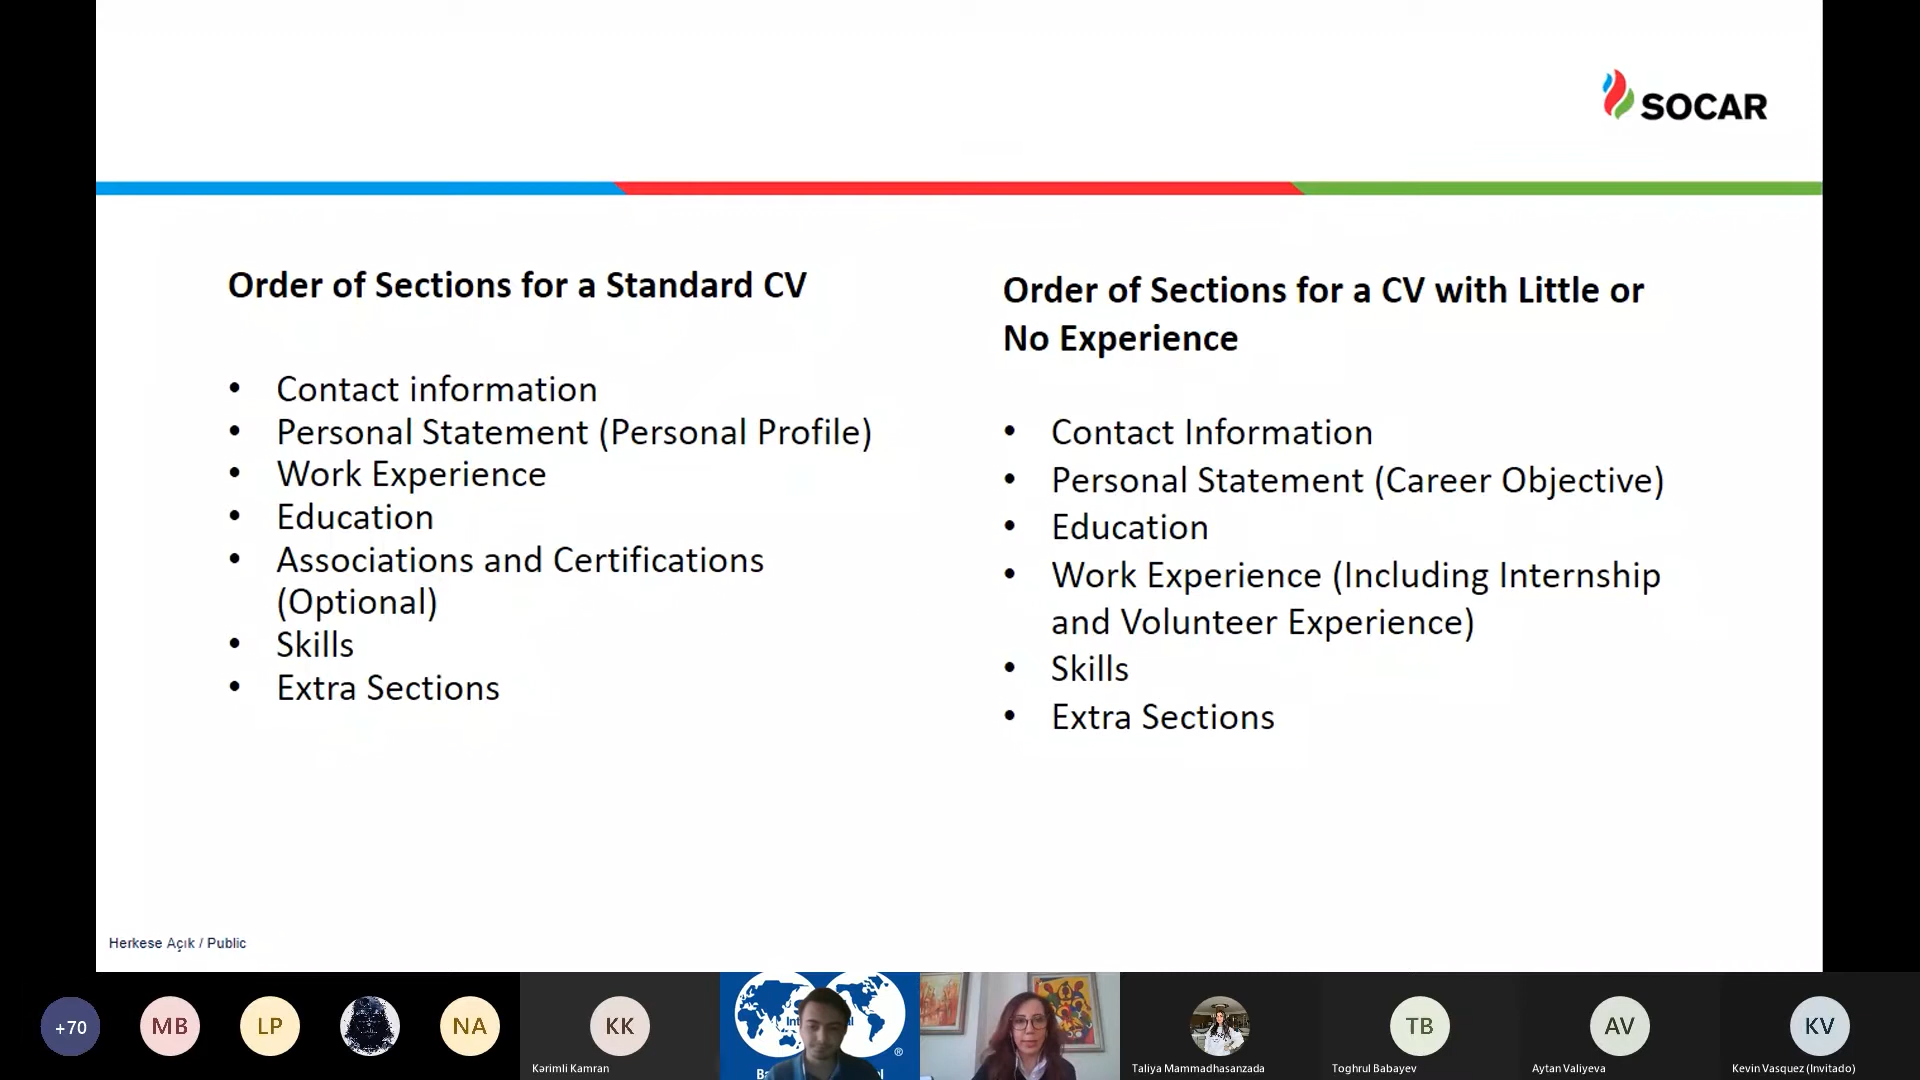 SOCAR
Order of Sections for a Standard CV
• Contact information
• Personal Statement (Personal Profile)
• Work Experience
• Education
• Associations and Certifications
(Optional)
• Skills
• Extra Sections
Order of Sections for a CV with Little or
No Experience
• Contact Information
• Personal Statement (Career Objective)
• Education
• Work Experience (Including Internship
and Volunteer Experience)
• Skills
• Extra Sections
Herkese Açık / Public
+70
MB
LP
NA
KK
Kərimli Kamran
®
TB
AV
KV
Taliya Mammadhasanzada
Toghrul Babayev
Aytan Valiyeva
Kevin Vasquez (Invitado)